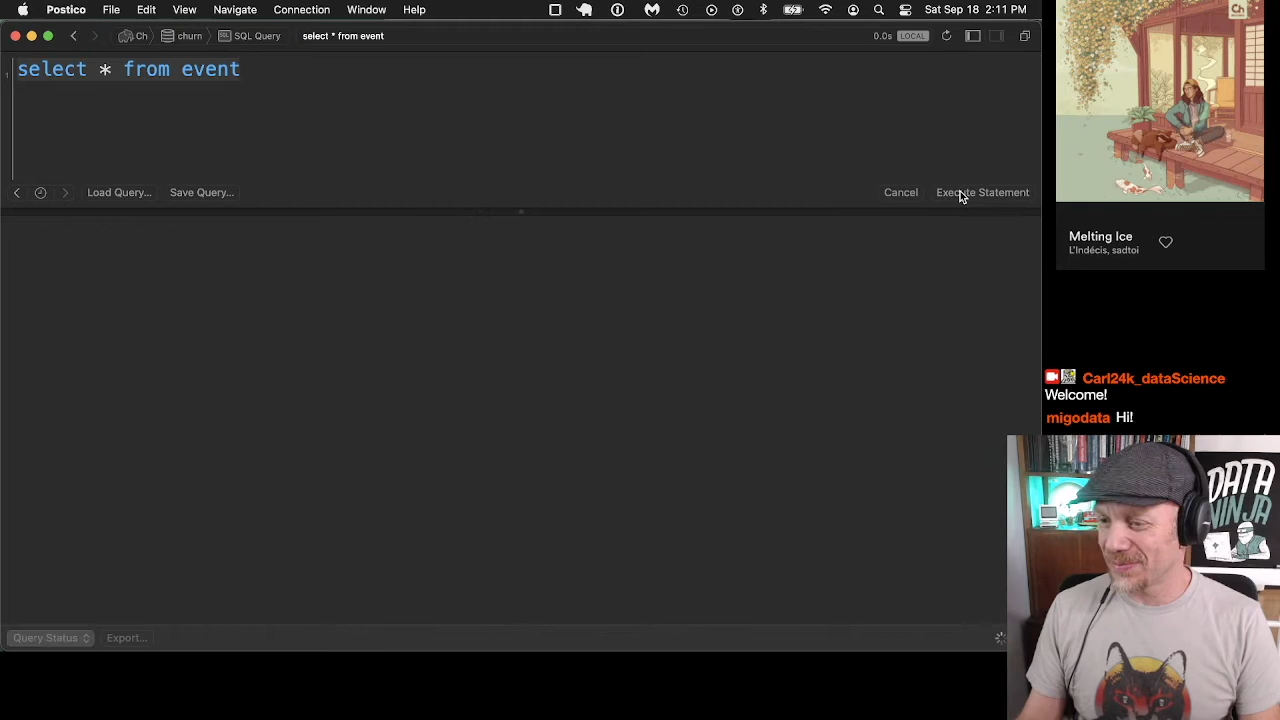 Postico File Edit View Navigate Connection Window Help Sat Sep 18 2:11 PM
Ch churn SQL Query select * from event 0.0s LOCAL
1 select * from event
Load Query... Save Query... Cancel Execute Statement
Query Status Export...
Ch
Melting Ice
L'Indécis, sadtoi
Carl24k_dataScience
Welcome!
migodata Hi!
DATA
NINJA